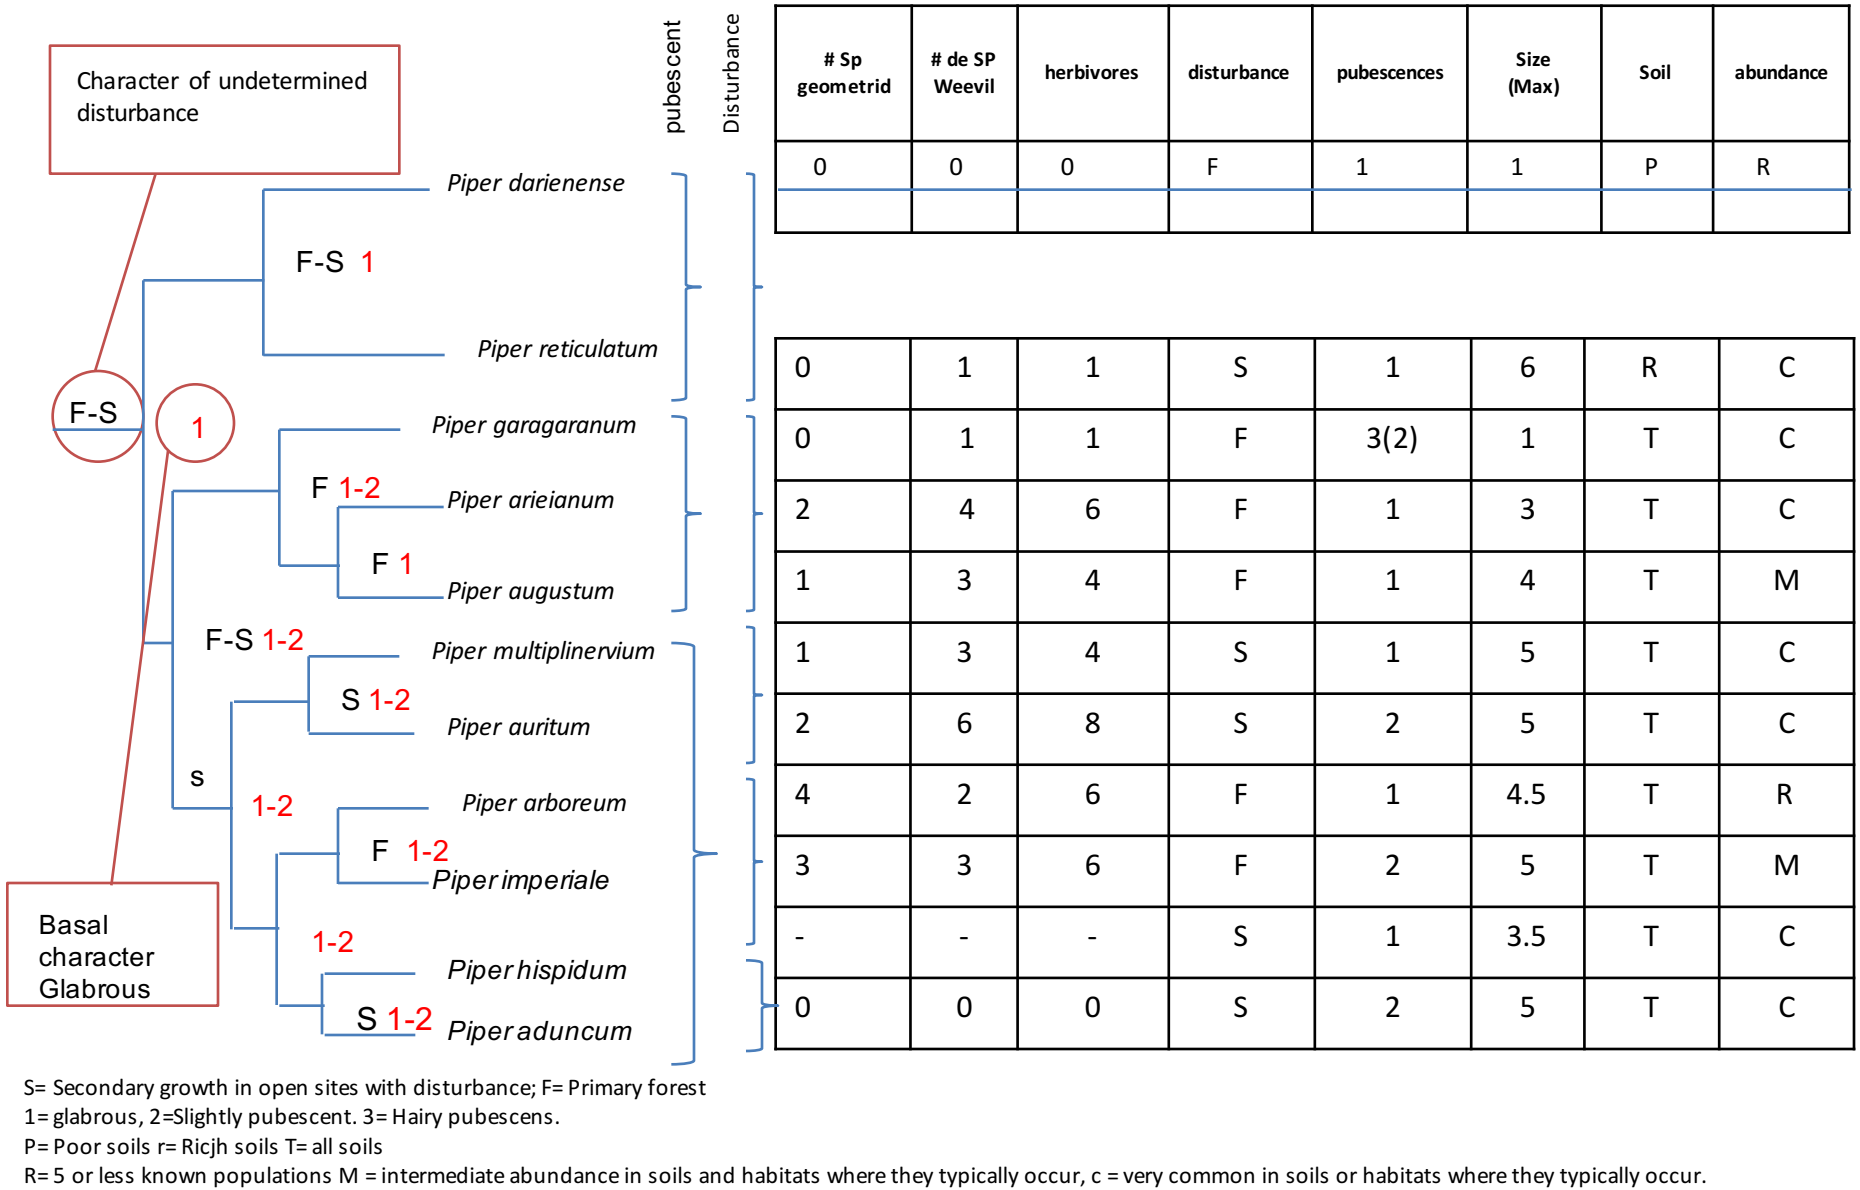 Character of undetermined
disturbance
pubescent
Disturbance
# Sp geometrid | # de SP Weevil | herbivores | disturbance | pubescences | Size (Max) | Soil | abundance
0 | 0 | 0 | F | 1 | 1 | P | R
Piper darienense
F-S 1
Piper reticulatum
0 | 1 | 1 | S | 1 | 6 | R | C
F-S
1
Piper garagaranum
0 | 1 | 1 | F | 3(2) | 1 | T | C
F 1-2
Piper arieianum
2 | 4 | 6 | F | 1 | 3 | T | C
F 1
Piper augustum
1 | 3 | 4 | F | 1 | 4 | T | M
F-S 1-2
Piper multiplinervium
1 | 3 | 4 | S | 1 | 5 | T | C
S 1-2
Piper auritum
2 | 6 | 8 | S | 2 | 5 | T | C
s
1-2
Piper arboreum
4 | 2 | 6 | F | 1 | 4.5 | T | R
F 1-2
Piper imperiale
3 | 3 | 6 | F | 2 | 5 | T | M
Basal
character
Glabrous
1-2
Piper hispidum
- | - | - | S | 1 | 3.5 | T | C
S 1-2
Piper aduncum
0 | 0 | 0 | S | 2 | 5 | T | C
S= Secondary growth in open sites with disturbance; F= Primary forest
1= glabrous, 2=Slightly pubescent. 3= Hairy pubescens.
P= Poor soils r= Ricjh soils T= all soils
R= 5 or less known populations M = intermediate abundance in soils and habitats where they typically occur, c = very common in soils or habitats where they typically occur.